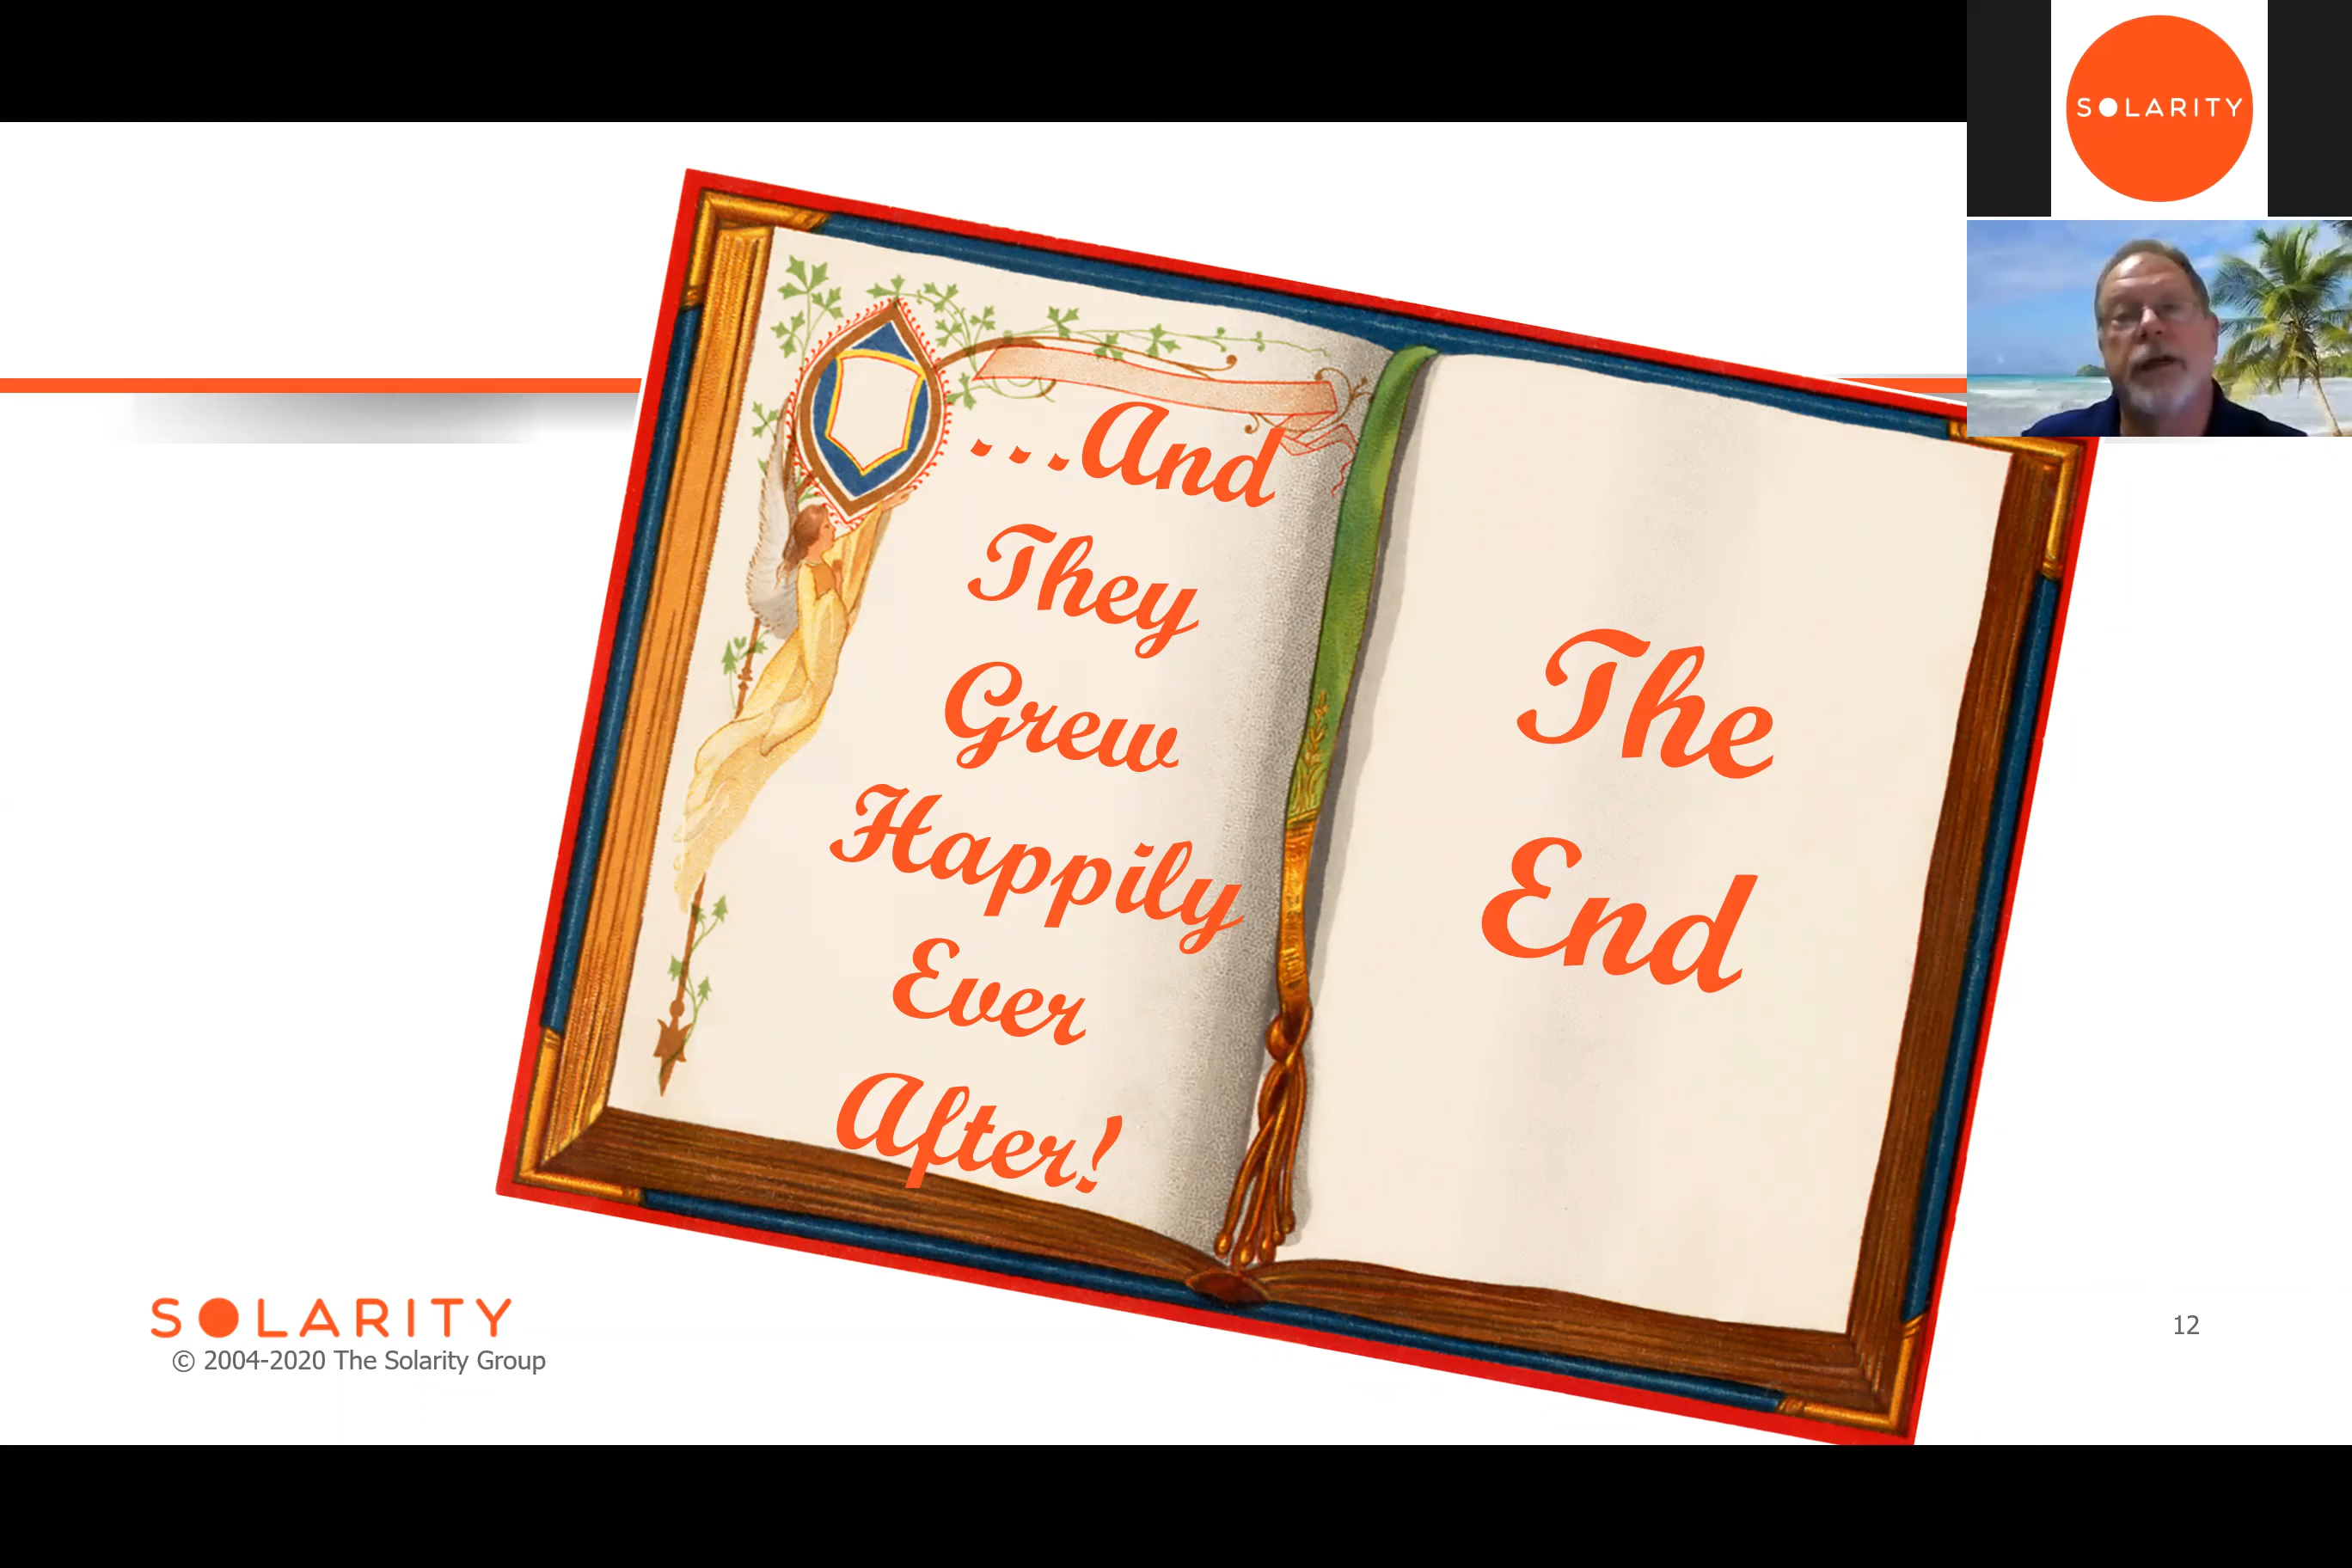 SOLARITY
...And
They
Grew
Happily
Ever
After!
The
End
SOLARITY
© 2004-2020 The Solarity Group
12